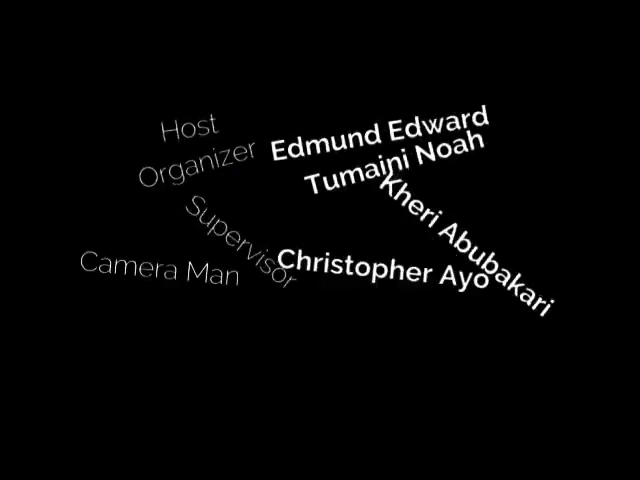 Host Edmund Edward
Organizer Tumaini Noah
Supervisor Kheri Abubakari
Camera Man Christopher Ayo